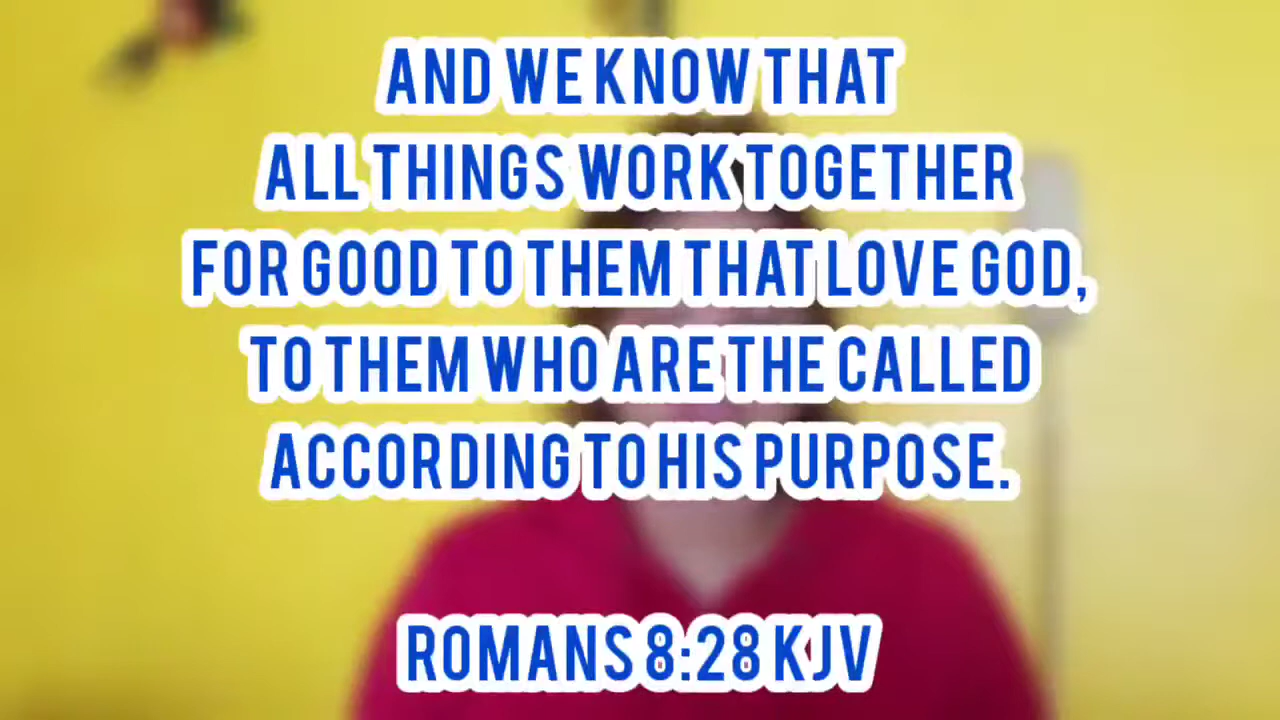 AND WE KNOW THAT
ALL THINGS WORK TOGETHER
FOR GOOD TO THEM THAT LOVE GOD,
TO THEM WHO ARE THE CALLED
ACCORDING TO HIS PURPOSE.
ROMANS 8:28 KJV